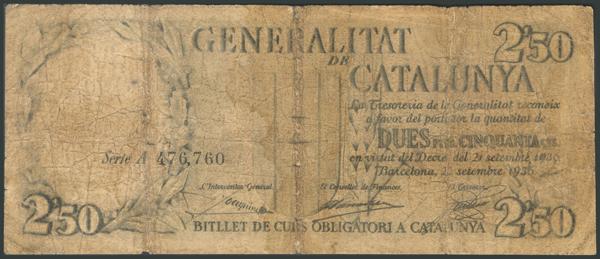 GENERALITAT
DE
CATALUNYA
2'50
La Tresoreria de la Generalitat reconeix
a favor del portador la quantitat de
DUES PTES. CINQUANTA CTS.
en virtut del Decret del 21 setembre 1936
Barcelona, setembre 1936
Serie A 476,760
L'Interventor General.
El Conseller de Finances.
El
2'50
2'50
BITLLET DE CURS OBLIGATORI A CATALUNYA